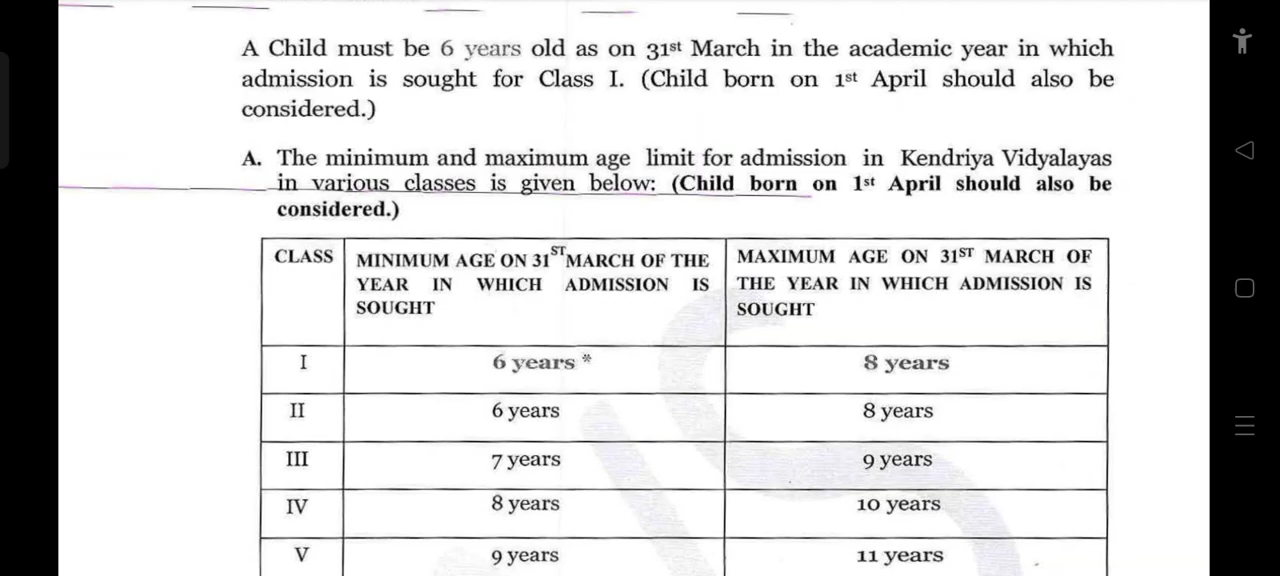 A Child must be 6 years old as on 31st March in the academic year in which
admission is sought for Class I. (Child born on 1st April should also be
considered.)
A. The minimum and maximum age limit for admission in Kendriya Vidyalayas
in various classes is given below: (Child born on 1st April should also be
considered.)
CLASS MINIMUM AGE ON 31ST MARCH OF THE YEAR IN WHICH ADMISSION IS SOUGHT MAXIMUM AGE ON 31ST MARCH OF THE YEAR IN WHICH ADMISSION IS SOUGHT
I 6 years * 8 years
II 6 years 8 years
III 7 years 9 years
IV 8 years 10 years
V 9 years 11 years